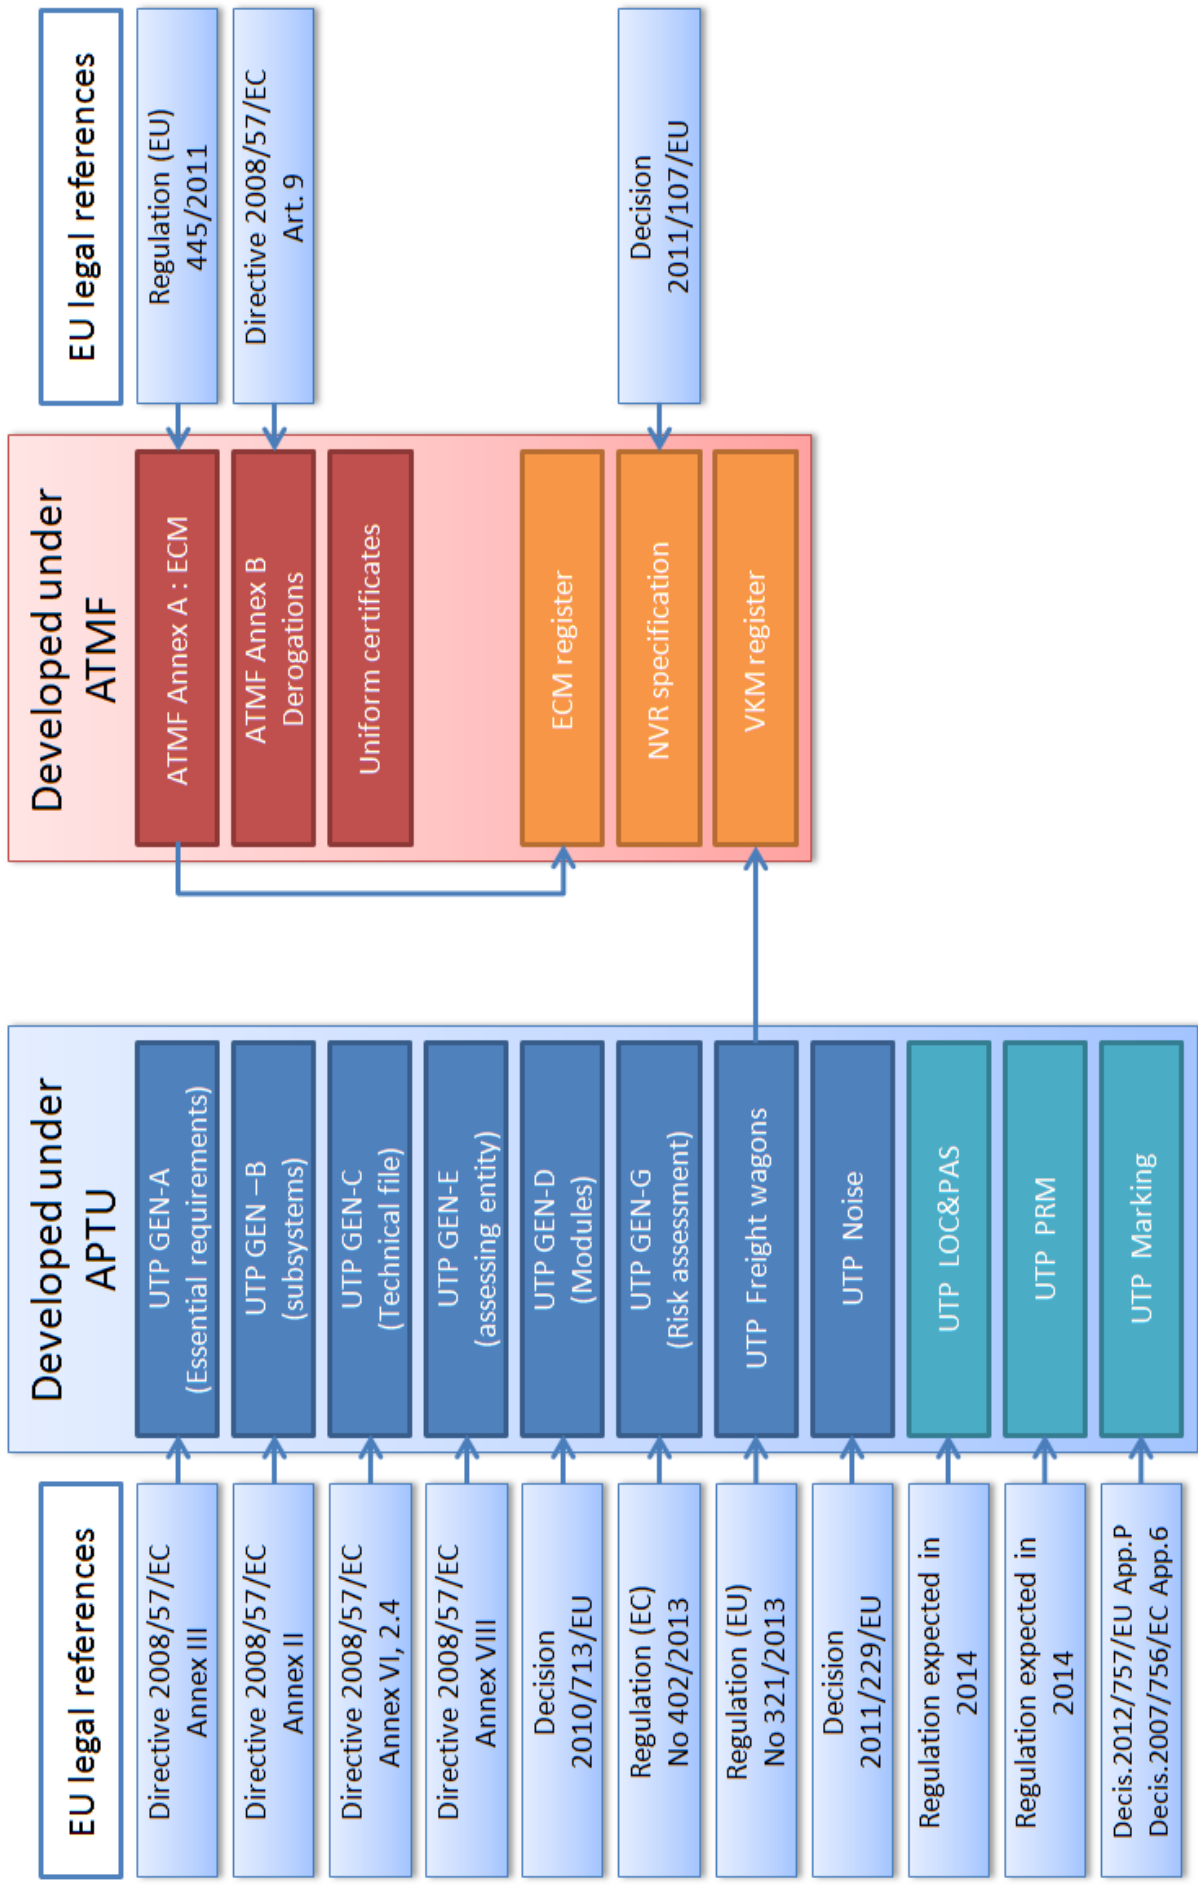 EU legal references
Directive 2008/57/EC
Annex III
Directive 2008/57/EC
Annex II
Directive 2008/57/EC
Annex VI, 2.4
Directive 2008/57/EC
Annex VIII
Decision
2010/713/EU
Regulation (EC)
No 402/2013
Regulation (EU)
No 321/2013
Decision
2011/229/EU
Regulation expected in
2014
Regulation expected in
2014
Decis.2012/757/EU App.P
Decis.2007/756/EC App.6
Developed under
APTU
UTP GEN-A
(Essential requirements)
UTP GEN –B
(subsystems)
UTP GEN-C
(Technical file)
UTP GEN-E
(assessing entity)
UTP GEN-D
(Modules)
UTP GEN-G
(Risk assessment)
UTP Freight wagons
UTP Noise
UTP LOC&PAS
UTP PRM
UTP Marking
Developed under
ATMF
ATMF Annex A : ECM
ATMF Annex B
Derogations
Uniform certificates
ECM register
NVR specification
VKM register
EU legal references
Regulation (EU)
445/2011
Directive 2008/57/EC
Art. 9
Decision
2011/107/EU